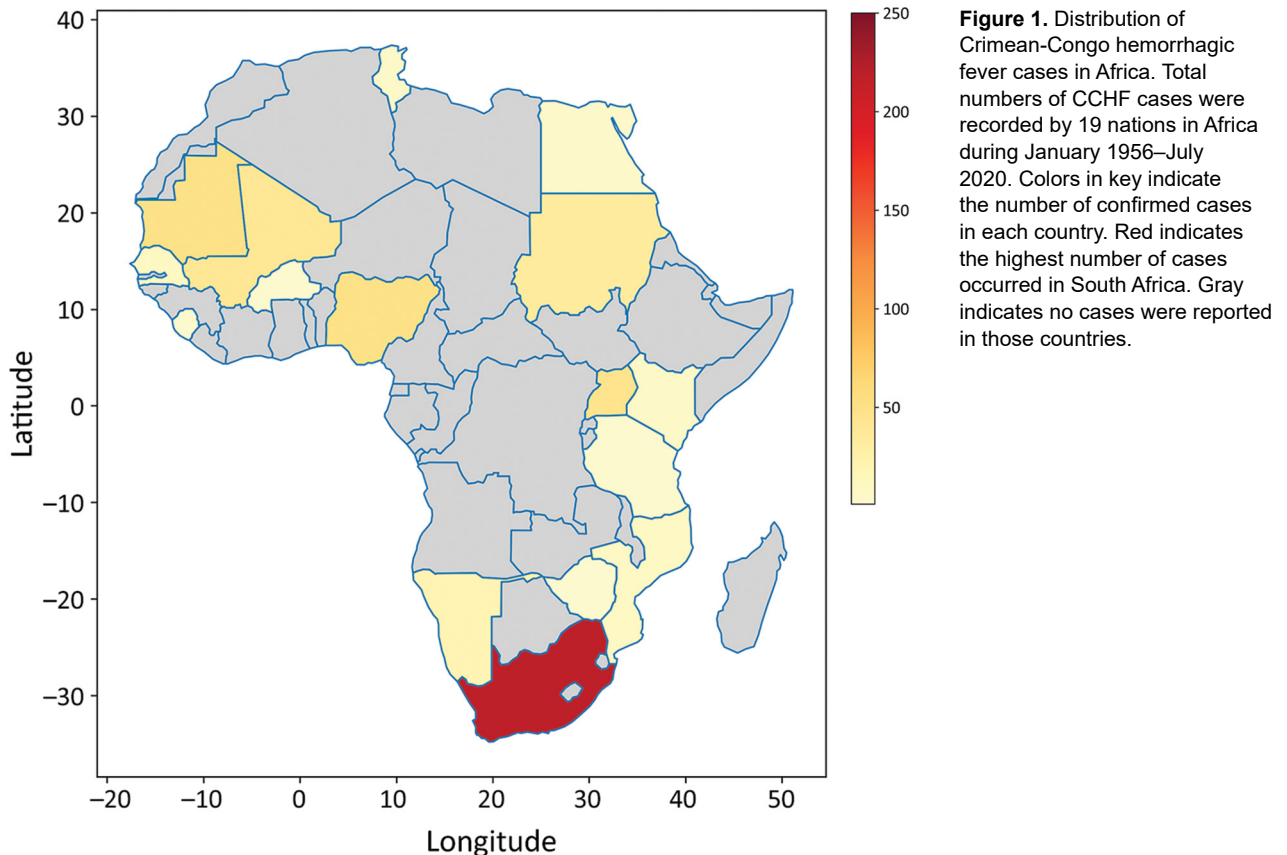 40
30
20
10
0
−10
−20
−30
−20
−10
0
10
20
30
40
50
Latitude
Longitude
250
200
150
100
50
Figure 1. Distribution of
Crimean-Congo hemorrhagic
fever cases in Africa. Total
numbers of CCHF cases were
recorded by 19 nations in Africa
during January 1956–July
2020. Colors in key indicate
the number of confirmed cases
in each country. Red indicates
the highest number of cases
occurred in South Africa. Gray
indicates no cases were reported
in those countries.